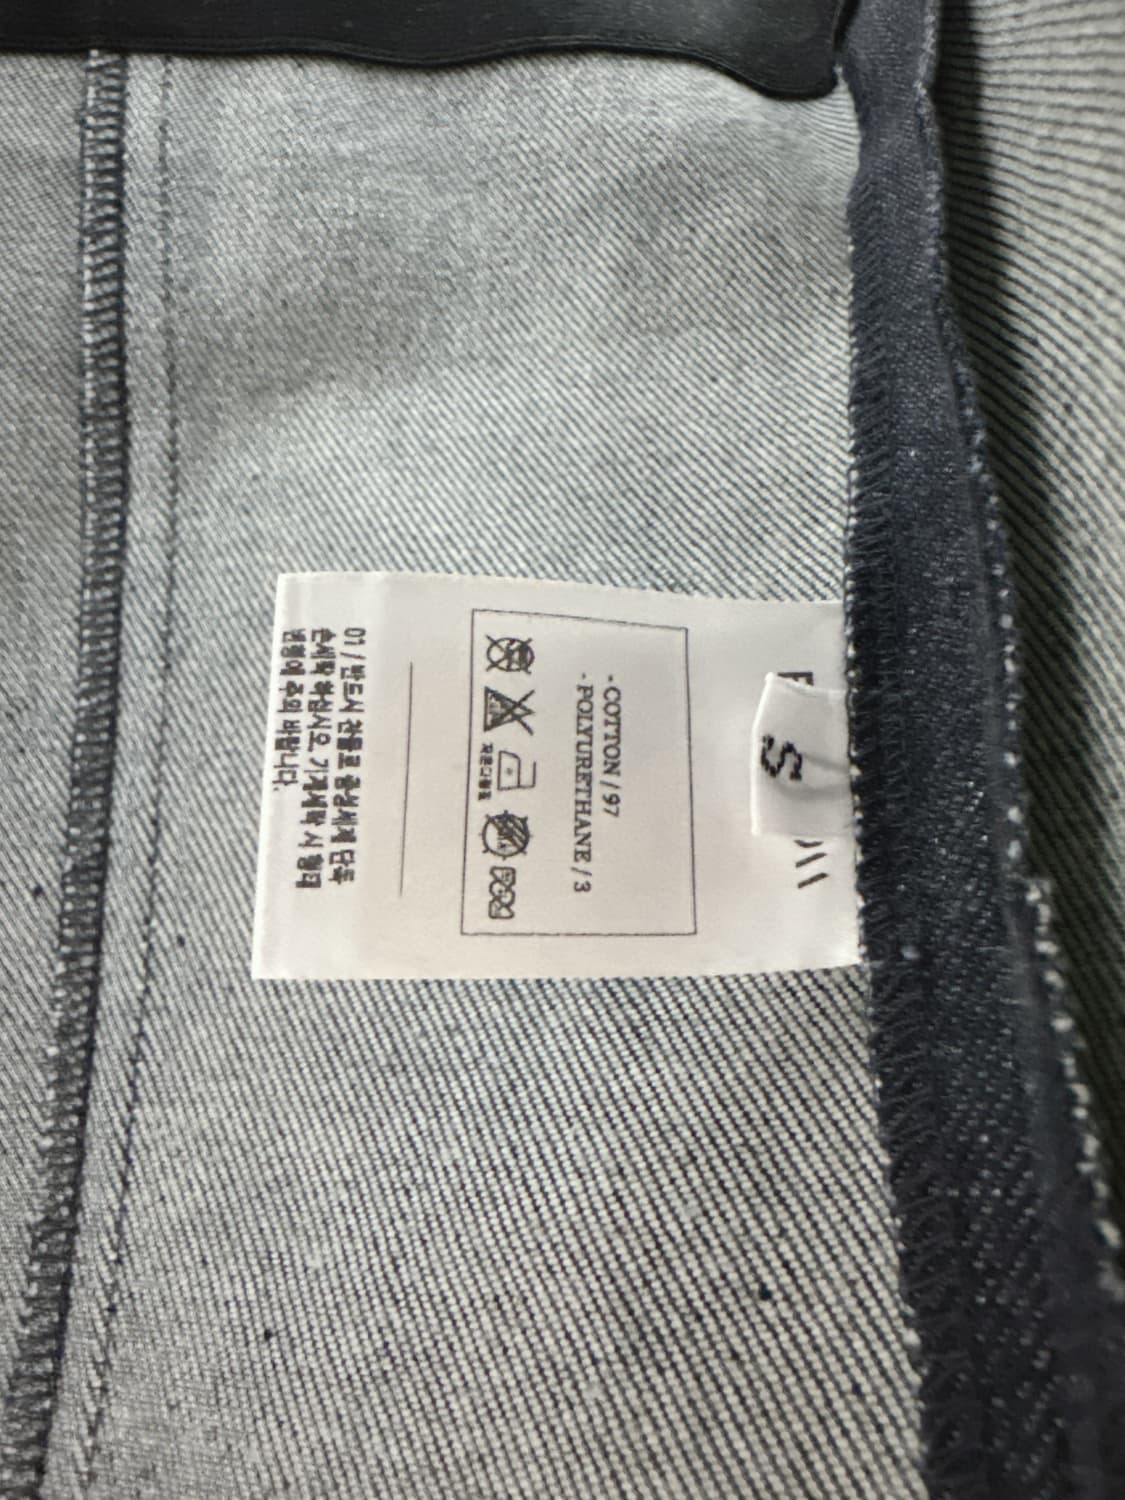 S
- COTTON / 97
- POLYURETHANE / 3
01 / 반드시 찬물로 중성세제 단독
손세탁 하십시오. 기계세탁 시 형태
변형에 주의 바랍니다.